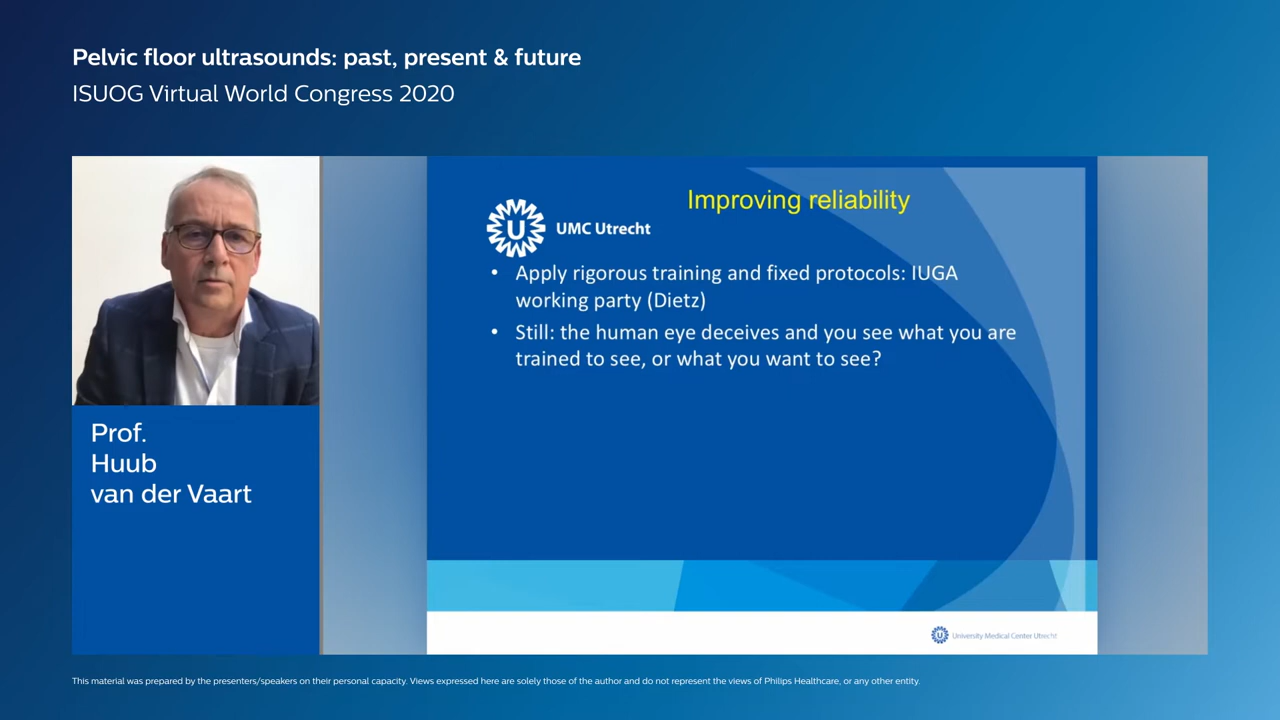 Pelvic floor ultrasounds: past, present & future
ISUOG Virtual World Congress 2020
Prof.
Huub
van der Vaart
UMC Utrecht
Improving reliability
• Apply rigorous training and fixed protocols: IUGA
working party (Dietz)
• Still: the human eye deceives and you see what you are
trained to see, or what you want to see?
University Medical Center Utrecht
This material was prepared by the presenters/speakers on their personal capacity. Views expressed here are solely those of the author and do not represent the views of Philips Healthcare, or any other entity.